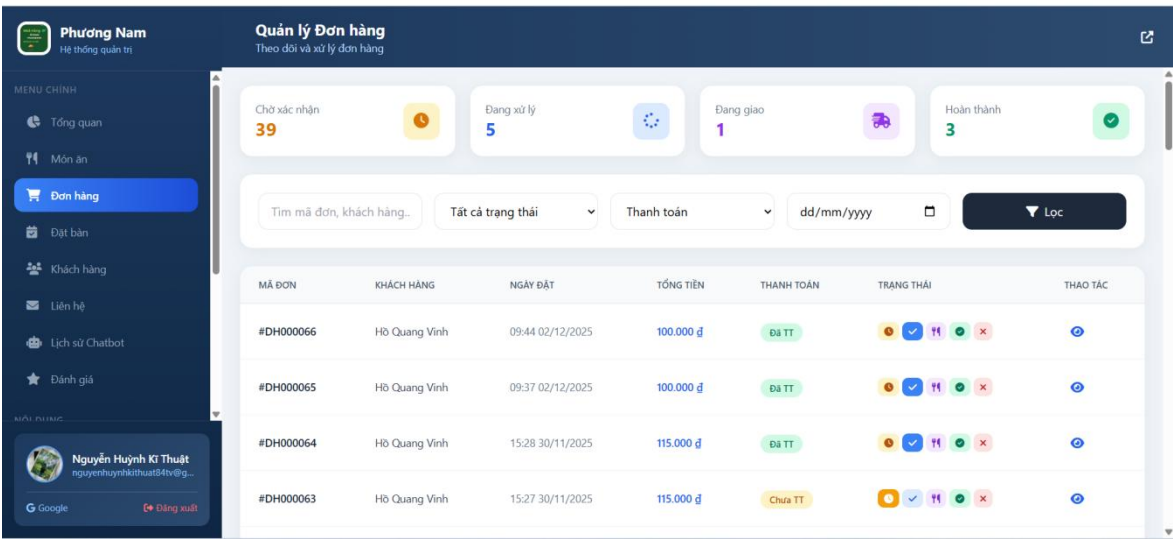 Phương Nam
Hệ thống quản trị
Quản lý Đơn hàng
Theo dõi và xử lý đơn hàng
MENU CHÍNH
Tổng quan
Món ăn
Đơn hàng
Đặt bàn
Khách hàng
Liên hệ
Lịch sử Chatbot
Đánh giá
NỘI DUNG
Nguyễn Huỳnh Kĩ Thuật
nguyenhuynhkithuat84tv@g...
Google
Đăng xuất
Chờ xác nhận
39
Đang xử lý
5
Đang giao
1
Hoàn thành
3
Tìm mã đơn, khách hàng..
Tất cả trạng thái
Thanh toán
dd/mm/yyyy
Lọc
MÃ ĐƠN KHÁCH HÀNG NGÀY ĐẶT TỔNG TIỀN THANH TOÁN TRẠNG THÁI THAO TÁC
#DH000066 Hồ Quang Vinh 09:44 02/12/2025 100.000 ₫ Đã TT
#DH000065 Hồ Quang Vinh 09:37 02/12/2025 100.000 ₫ Đã TT
#DH000064 Hồ Quang Vinh 15:28 30/11/2025 115.000 ₫ Đã TT
#DH000063 Hồ Quang Vinh 15:27 30/11/2025 115.000 ₫ Chưa TT